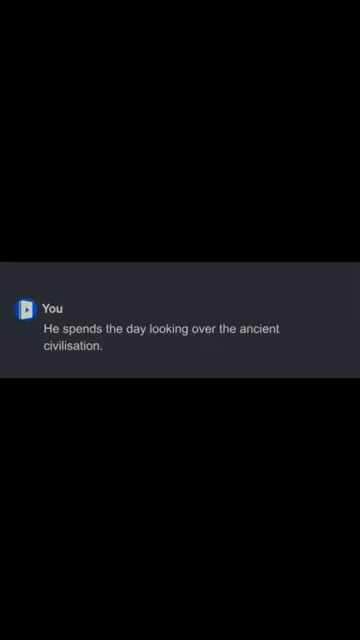 You
He spends the day looking over the ancient
civilisation.